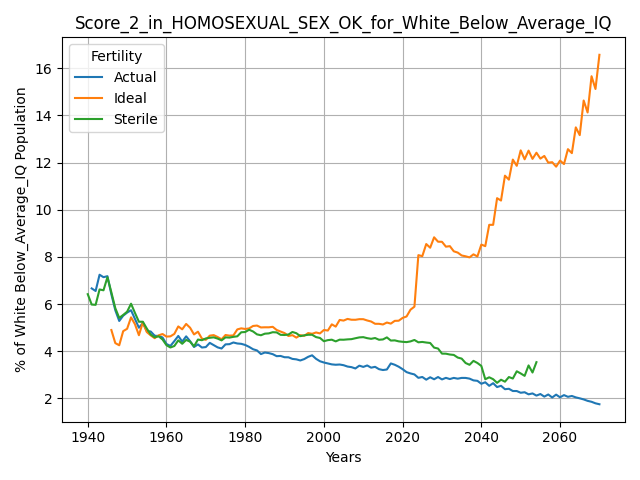 Score_2_in_HOMOSEXUAL_SEX_OK_for_White_Below_Average_IQ
Fertility
Actual
Ideal
Sterile
% of White Below_Average_IQ Population
16
14
12
10
8
6
4
2
1940 1960 1980 2000 2020 2040 2060
Years